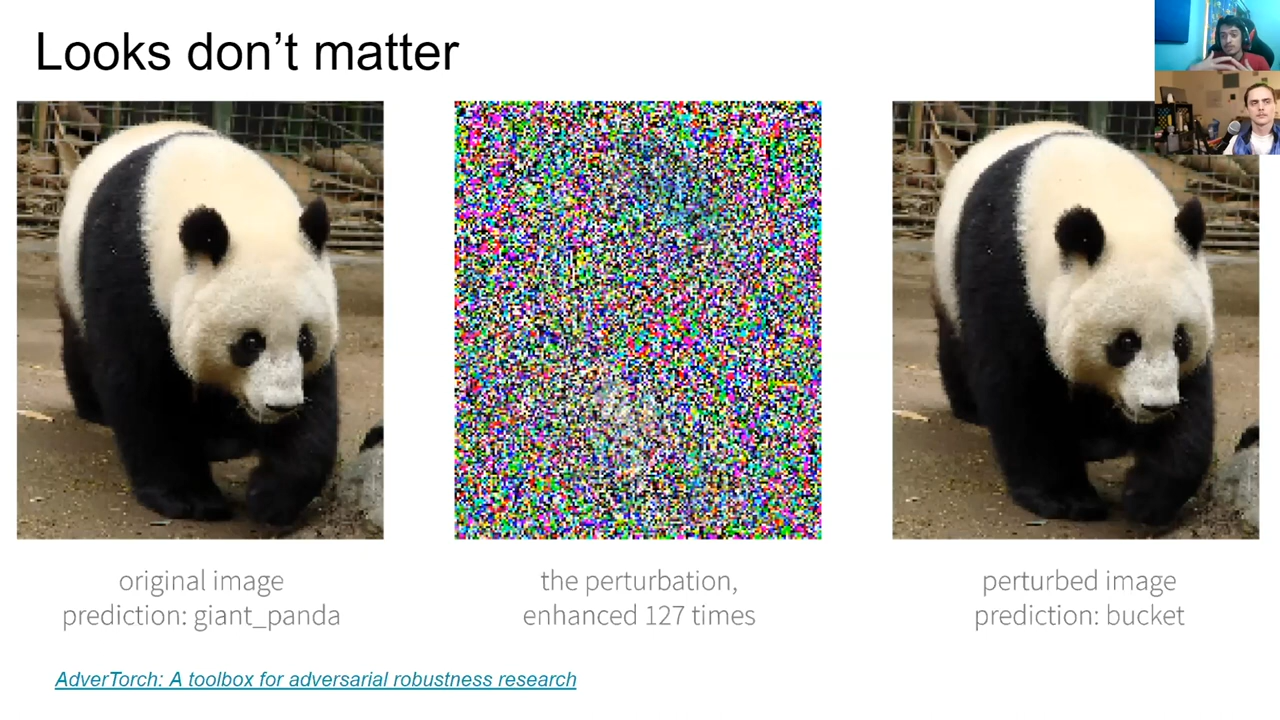 Looks don't matter
original image
prediction: giant_panda
the perturbation,
enhanced 127 times
perturbed image
prediction: bucket
AdverTorch: A toolbox for adversarial robustness research